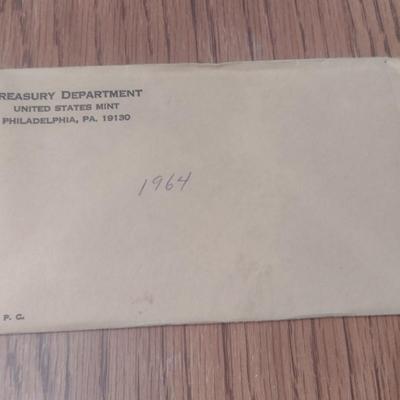 REASURY DEPARTMENT
UNITED STATES MINT
PHILADELPHIA, PA. 19130
1964
P. C.